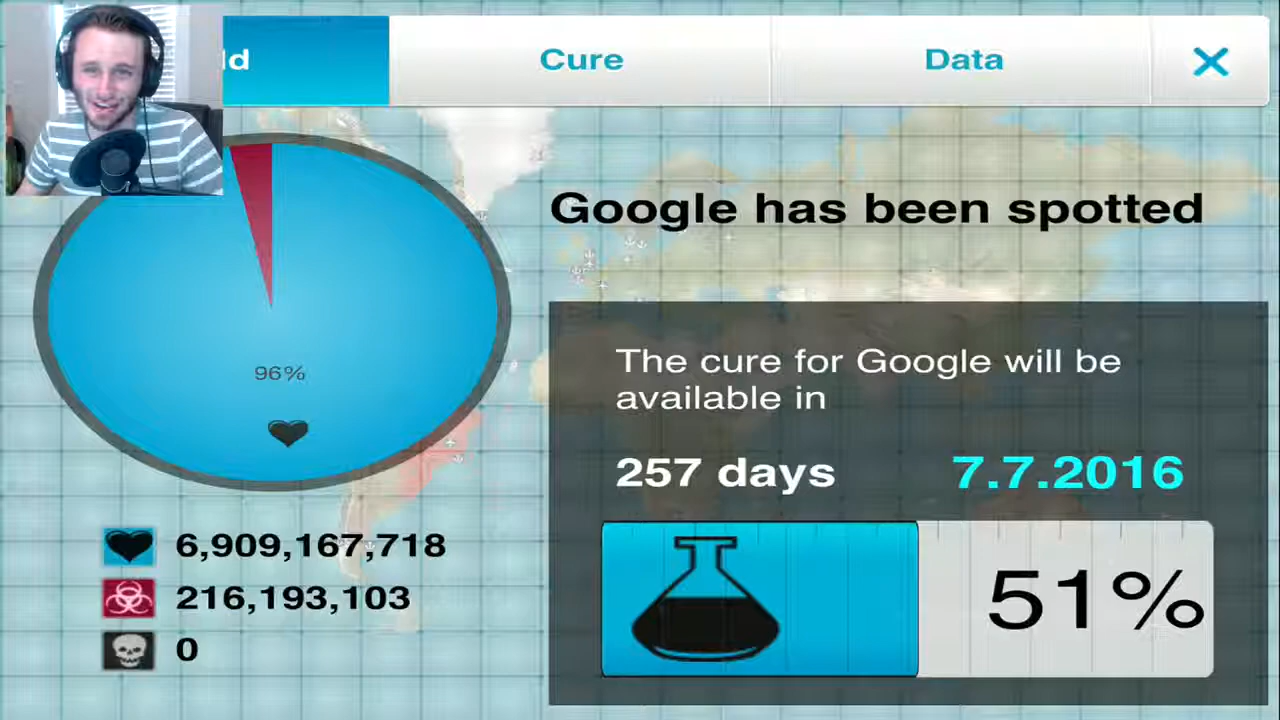 ld
Cure
Data
Google has been spotted
96%
The cure for Google will be
available in
257 days
7.7.2016
6,909,167,718
216,193,103
0
51%